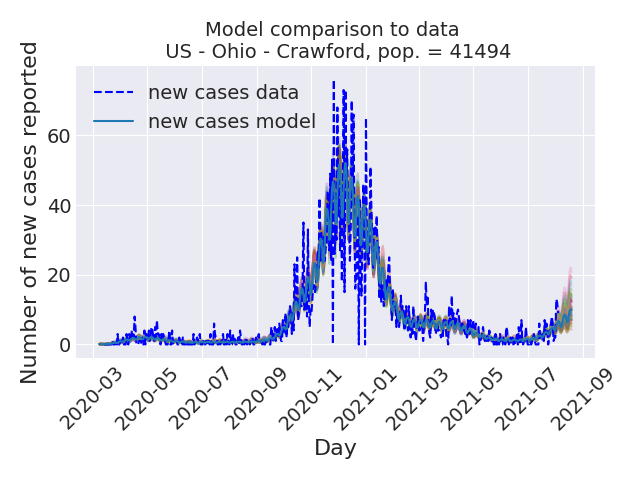 Model comparison to data
US - Ohio - Crawford, pop. = 41494
Number of new cases reported
new cases data
new cases model
60
40
20
0
2020-03
2020-05
2020-07
2020-09
2020-11
2021-01
2021-03
2021-05
2021-07
2021-09
Day